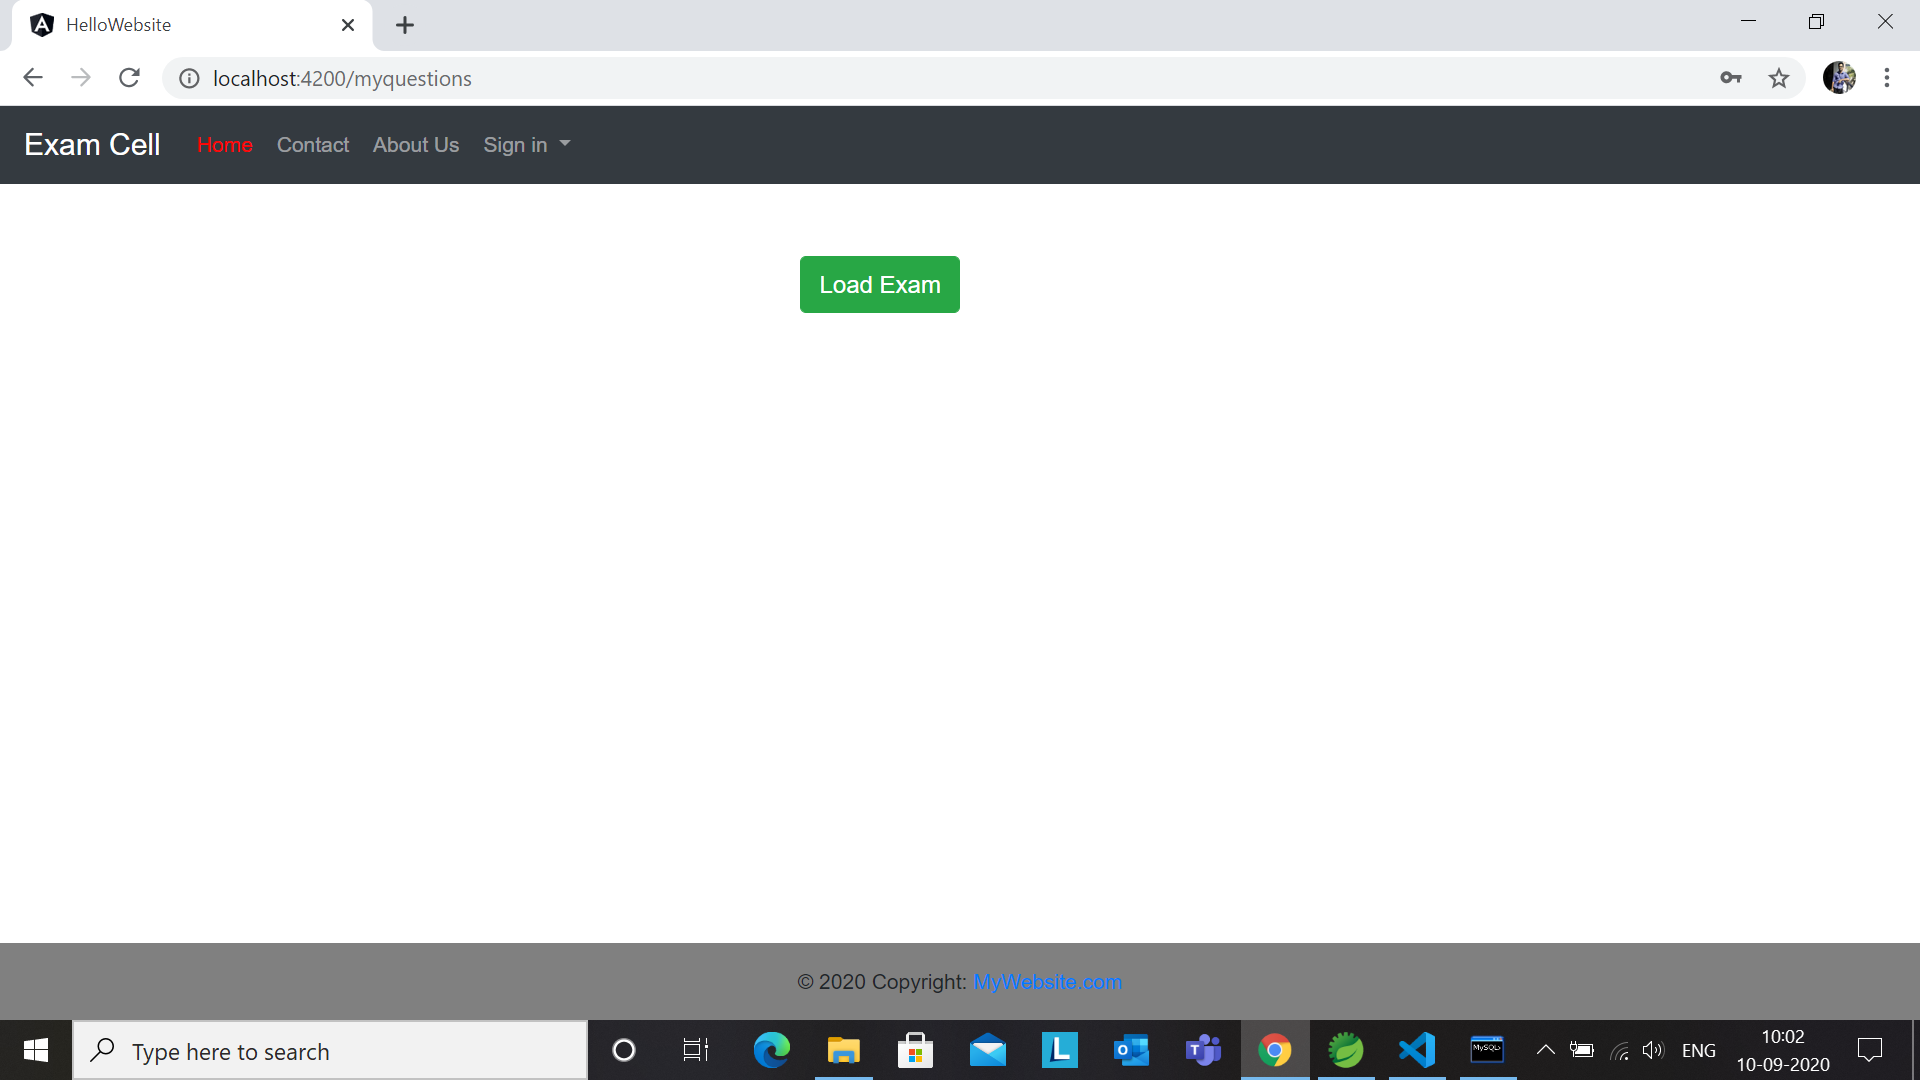 HelloWebsite
localhost:4200/myquestions
Exam Cell Home Contact About Us Sign in
Load Exam
© 2020 Copyright: MyWebsite.com
Type here to search
L
O
T
MySQL>
ENG
10:02
10-09-2020